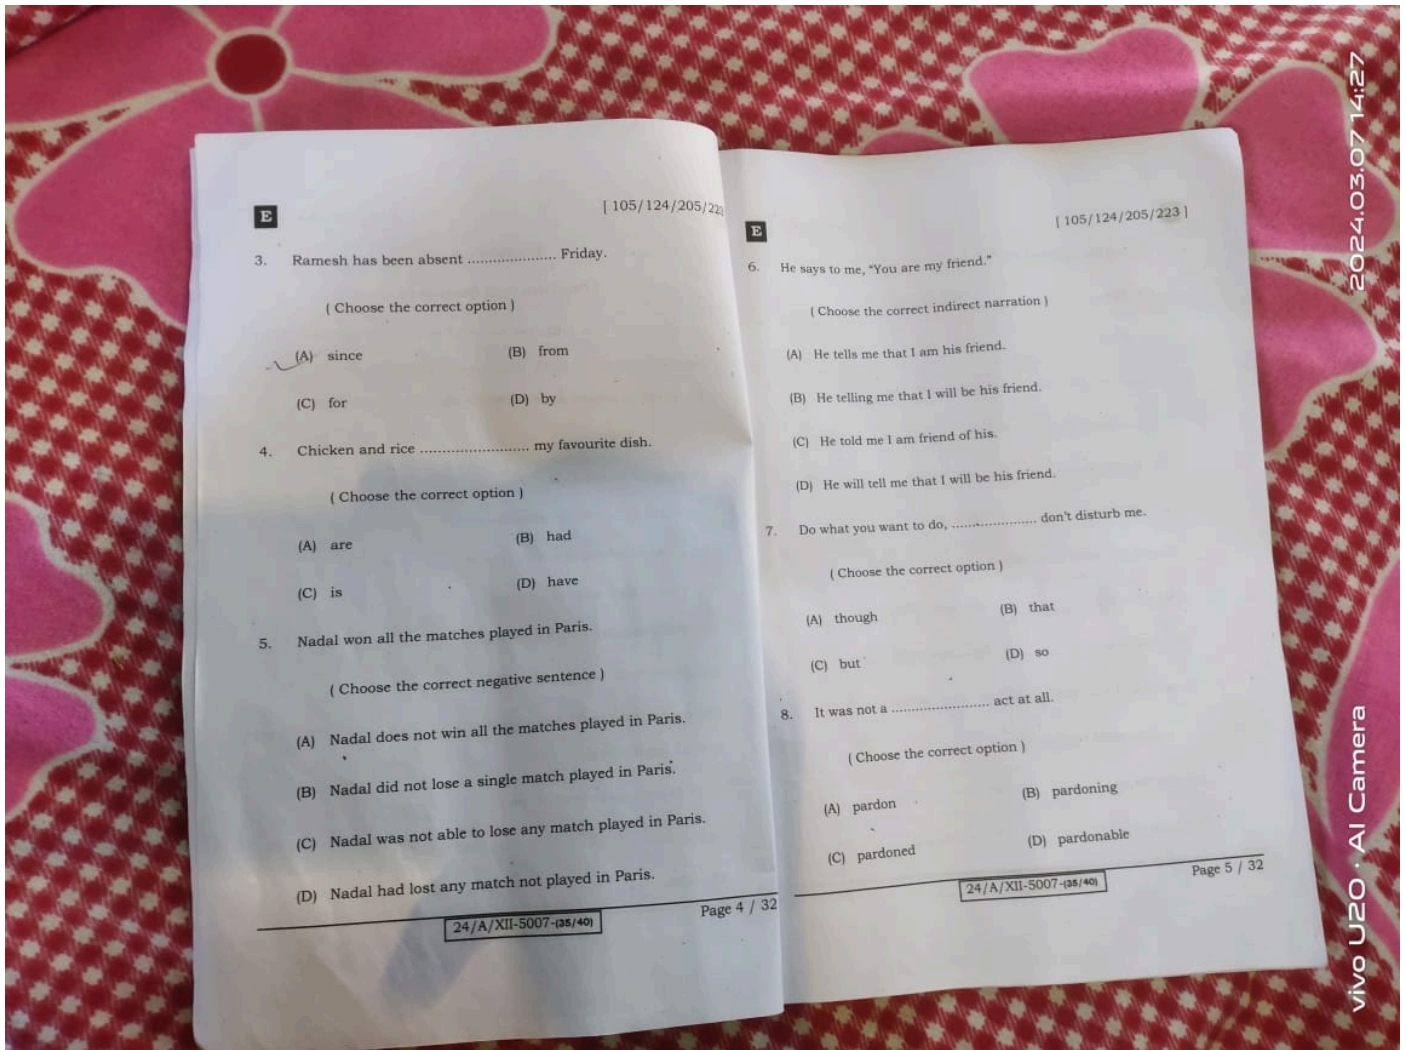 E
[ 105/124/205/223
3. Ramesh has been absent ..................... Friday.
( Choose the correct option )
(A) since (B) from
(C) for (D) by
4. Chicken and rice .......................... my favourite dish.
( Choose the correct option )
(A) are (B) had
(C) is (D) have
5. Nadal won all the matches played in Paris.
( Choose the correct negative sentence )
(A) Nadal does not win all the matches played in Paris.
(B) Nadal did not lose a single match played in Paris.
(C) Nadal was not able to lose any match played in Paris.
(D) Nadal had lost any match not played in Paris.
24/A/XII-5007-(35/40)
Page 4 / 32
E
[ 105/124/205/223 ]
6. He says to me, "You are my friend."
( Choose the correct indirect narration )
(A) He tells me that I am his friend.
(B) He telling me that I will be his friend.
(C) He told me I am friend of his.
(D) He will tell me that I will be his friend.
7. Do what you want to do, ..................... don't disturb me.
( Choose the correct option )
(A) though (B) that
(C) but (D) so
8. It was not a ........................ act at all.
( Choose the correct option )
(A) pardon (B) pardoning
(C) pardoned (D) pardonable
24/A/XII-5007-(35/40)
Page 5 / 32
vivo U20 · AI Camera
2024.03.07 14:27